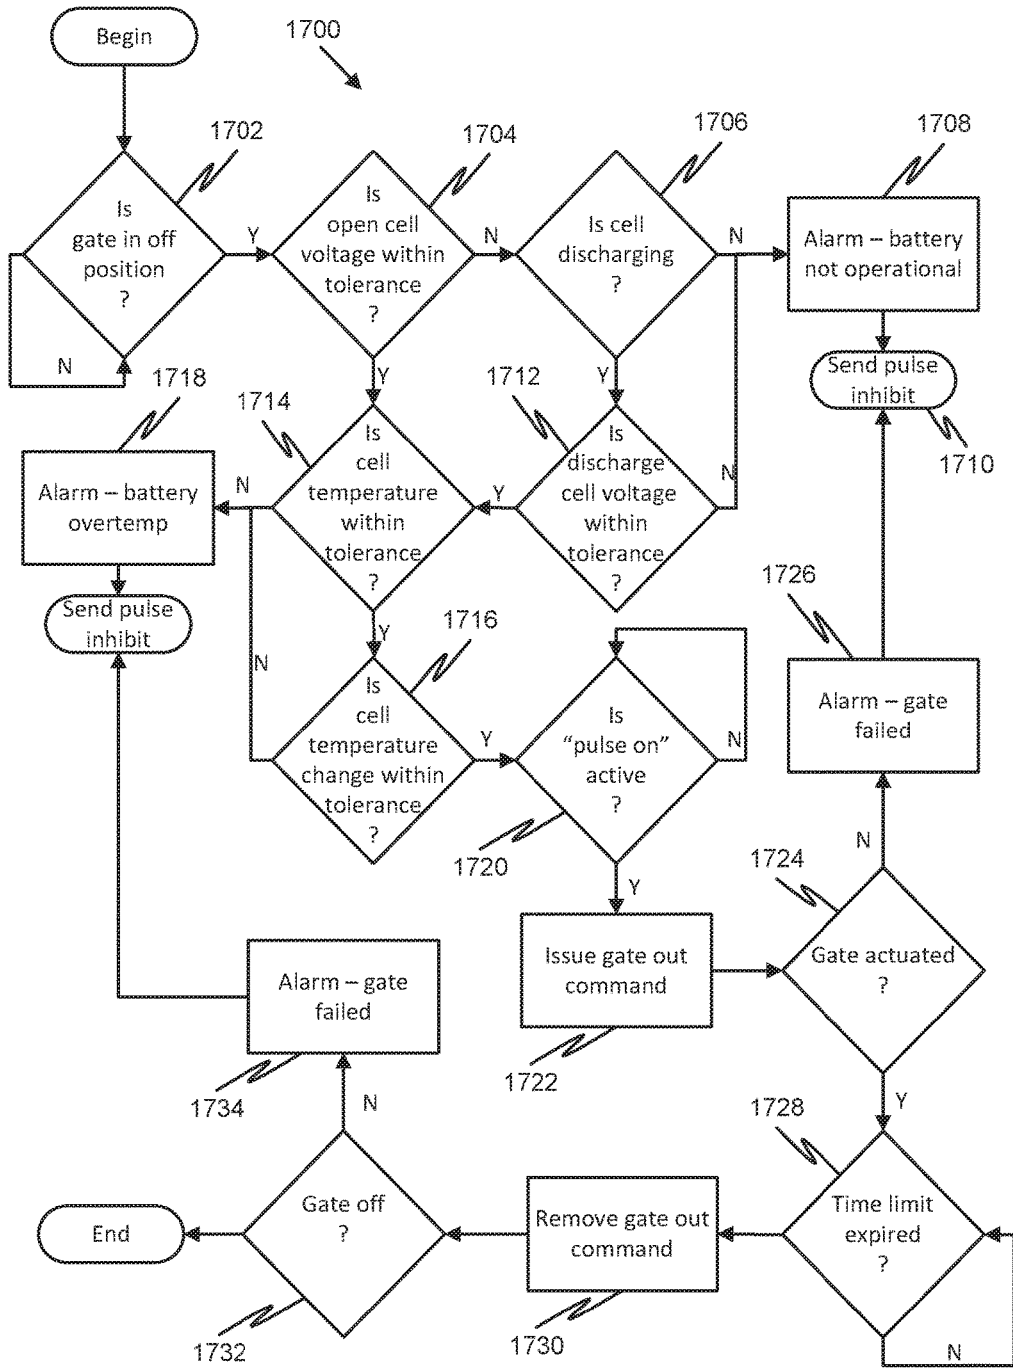 Begin
1700
1702
Is
gate in off
position
?
Y
N
1704
Is
open cell
voltage within
tolerance
?
N
Y
1706
Is cell
discharging
?
N
Y
1708
Alarm – battery
not operational
Send pulse
inhibit
1710
1718
Alarm – battery
overtemp
Send pulse
inhibit
1714
Is
cell
temperature
within
tolerance
?
N
Y
1712
Is
discharge
cell voltage
within
tolerance
?
Y
N
1716
Is
cell
temperature
change within
tolerance
?
N
Y
Is
“pulse on”
active
?
N
Y
1720
1726
Alarm – gate
failed
Issue gate out
command
1722
1724
Gate actuated
?
N
Y
1728
Time limit
expired
?
N
Remove gate out
command
1730
Gate off
?
N
1732
Alarm – gate
failed
1734
End